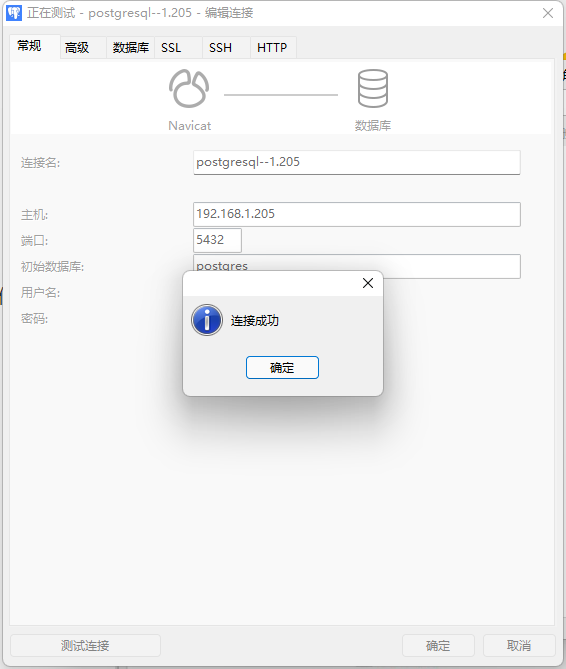 正在测试 - postgresql--1.205 - 编辑连接
常规 高级 数据库 SSL SSH HTTP
Navicat 数据库
连接名: postgresql--1.205
主机: 192.168.1.205
端口: 5432
初始数据库: postgres
用户名:
密码:
连接成功
确定
测试连接 确定 取消